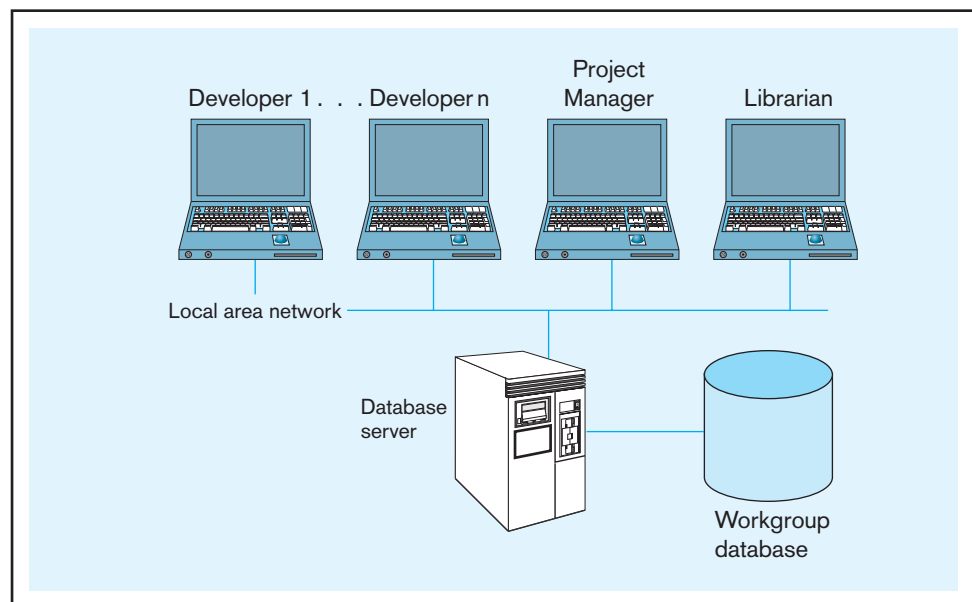 Project
Developer 1 . . . Developer n Manager Librarian
Local area network
Database
server
Workgroup
database